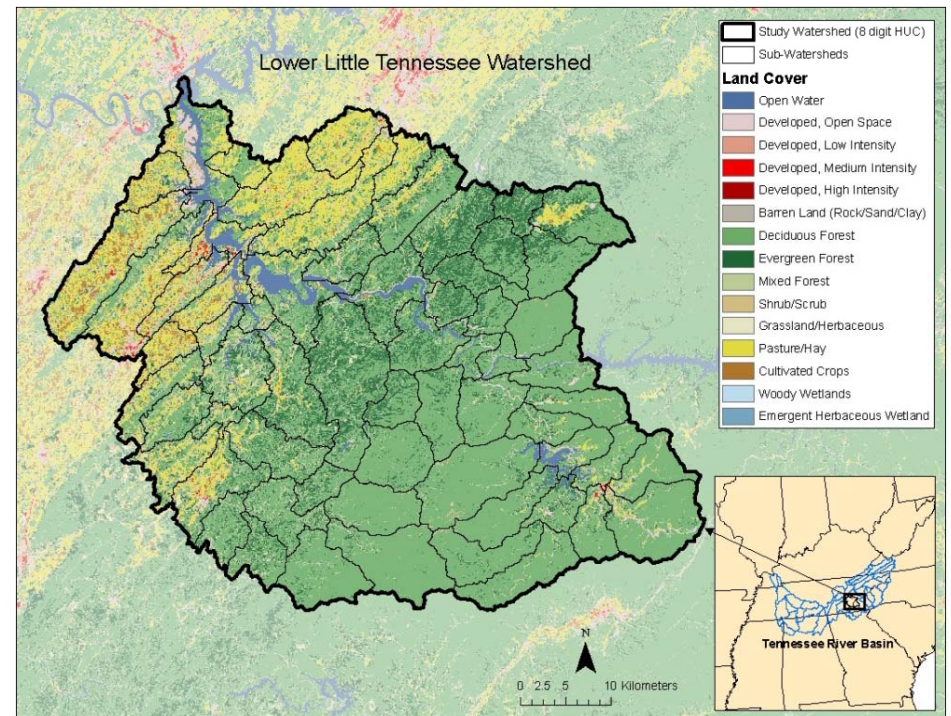 Lower Little Tennessee Watershed
Study Watershed (8 digit HUC)
Sub-Watersheds
Land Cover
Open Water
Developed, Open Space
Developed, Low Intensity
Developed, Medium Intensity
Developed, High Intensity
Barren Land (Rock/Sand/Clay)
Deciduous Forest
Evergreen Forest
Mixed Forest
Shrub/Scrub
Grassland/Herbaceous
Pasture/Hay
Cultivated Crops
Woody Wetlands
Emergent Herbaceous Wetland
N
0 2.5 5 10 Kilometers
Tennessee River Basin